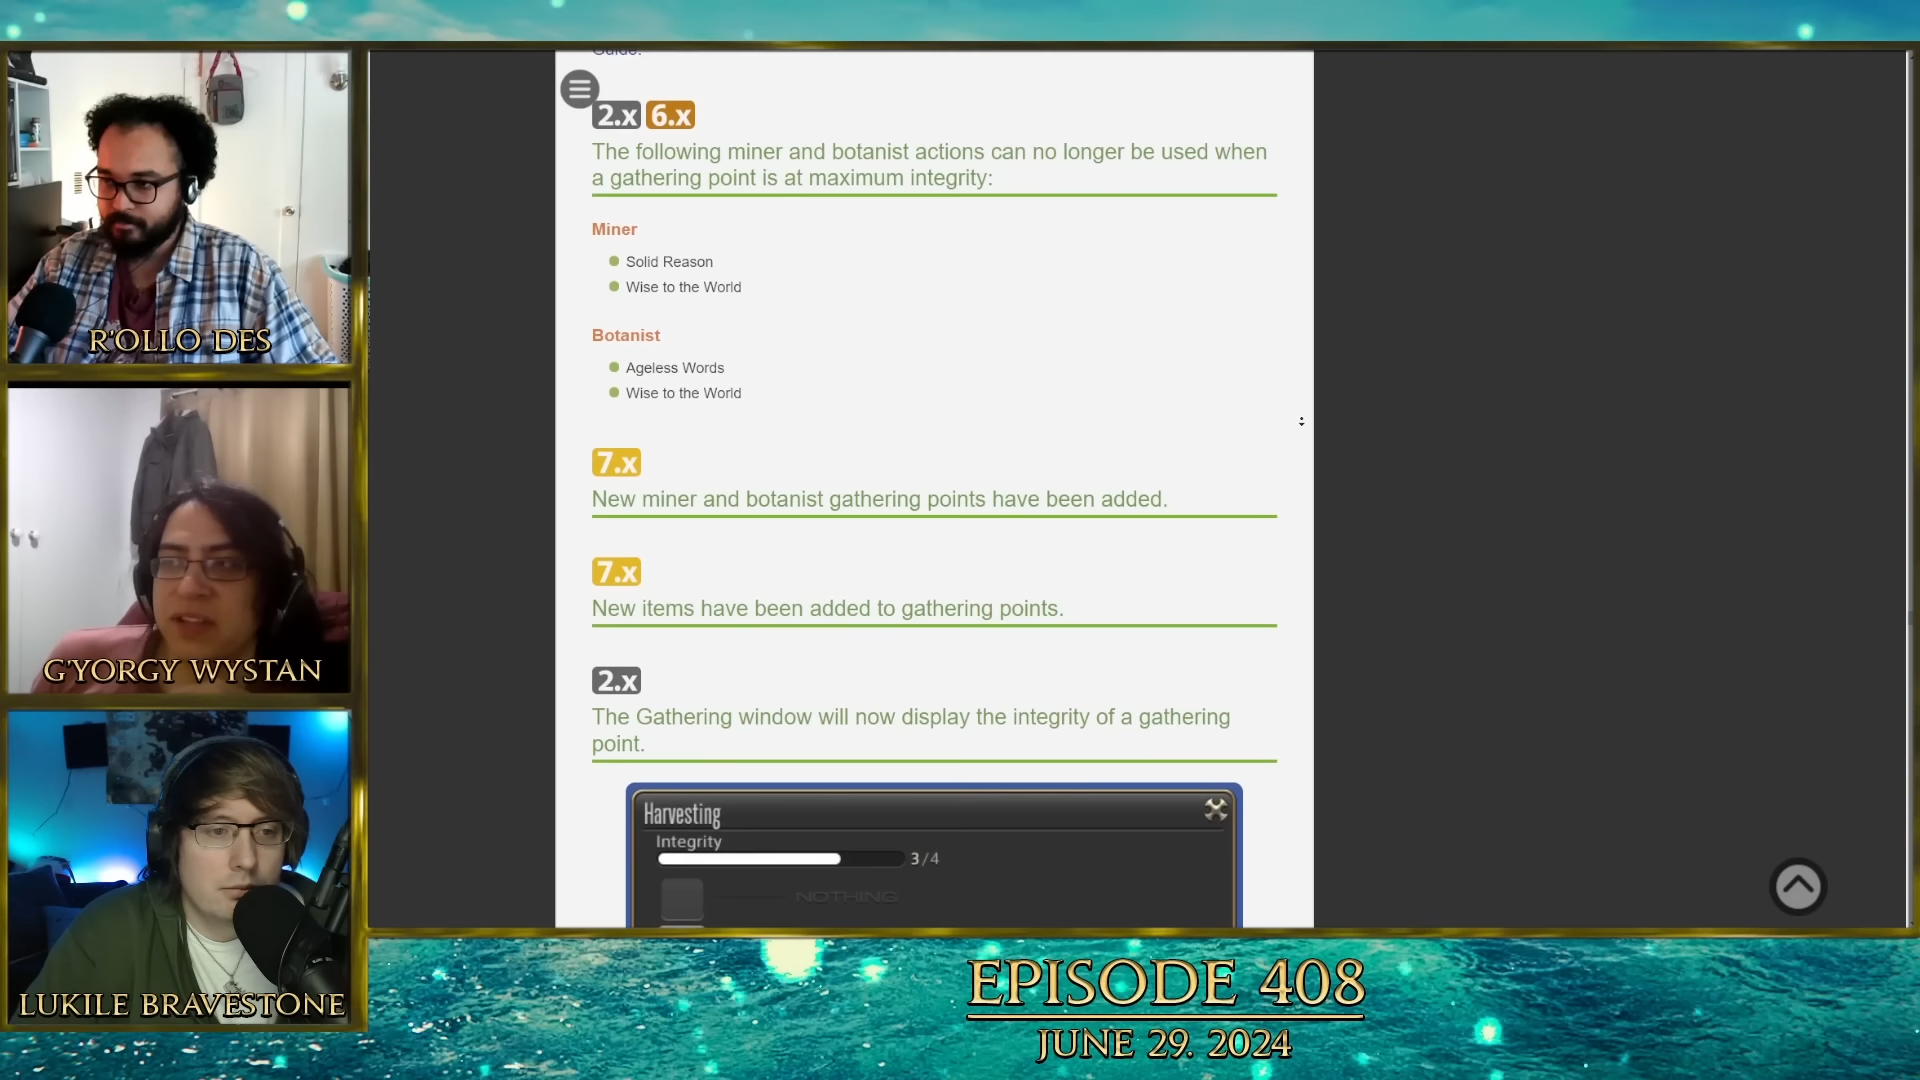 Guide.
2.x 6.x
The following miner and botanist actions can no longer be used when
a gathering point is at maximum integrity:
Miner
Solid Reason
Wise to the World
Botanist
Ageless Words
Wise to the World
7.x
New miner and botanist gathering points have been added.
7.x
New items have been added to gathering points.
2.x
The Gathering window will now display the integrity of a gathering
point.
Harvesting
Integrity
3/4
NOTHING
R'OLLO DES
G'YORGY WYSTAN
LUKILE BRAVESTONE
EPISODE 408
JUNE 29. 2024